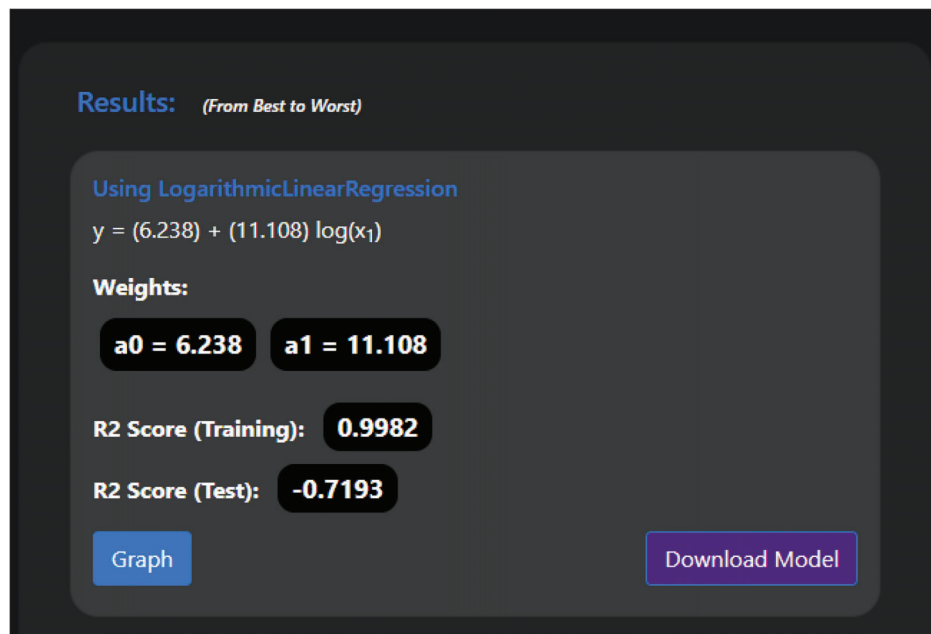 Results: (From Best to Worst)
Using LogarithmicLinearRegression
y = (6.238) + (11.108) log(x₁)
Weights:
a0 = 6.238 a1 = 11.108
R2 Score (Training): 0.9982
R2 Score (Test): -0.7193
Graph Download Model